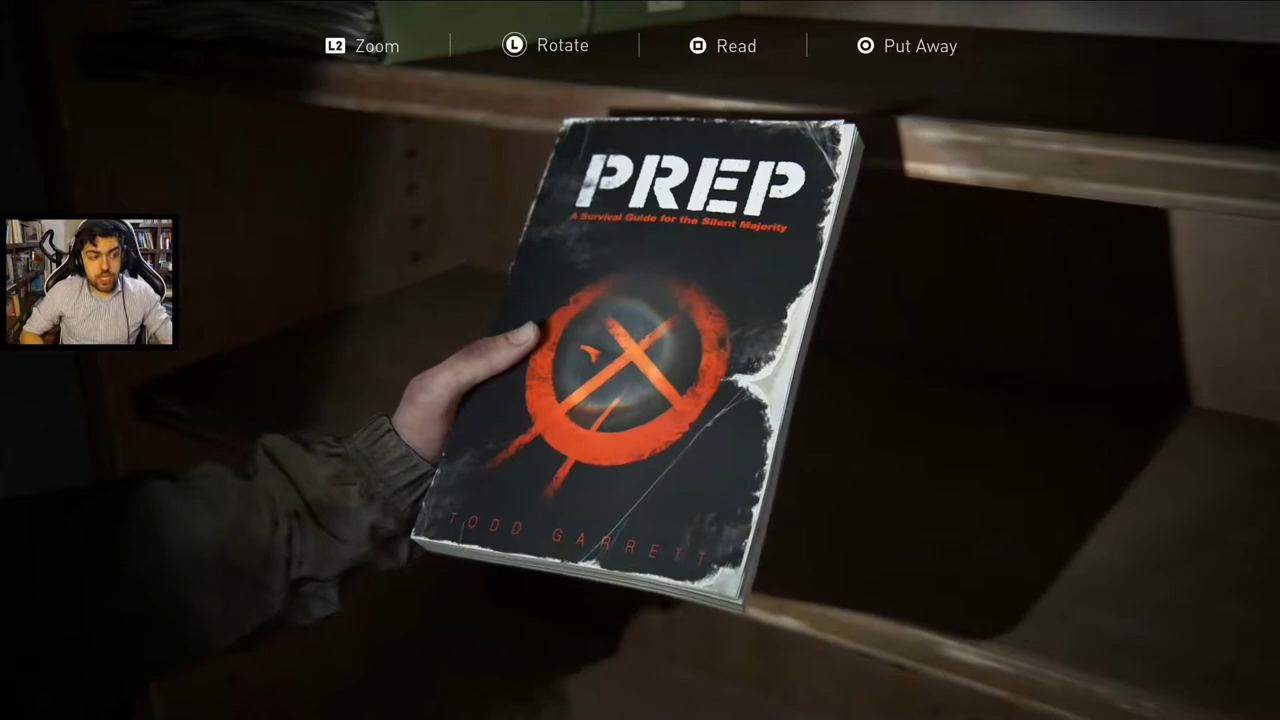 L2 Zoom
L Rotate
Read
Put Away
PREP
A Survival Guide for the Silent Majority
TODD GARRETT